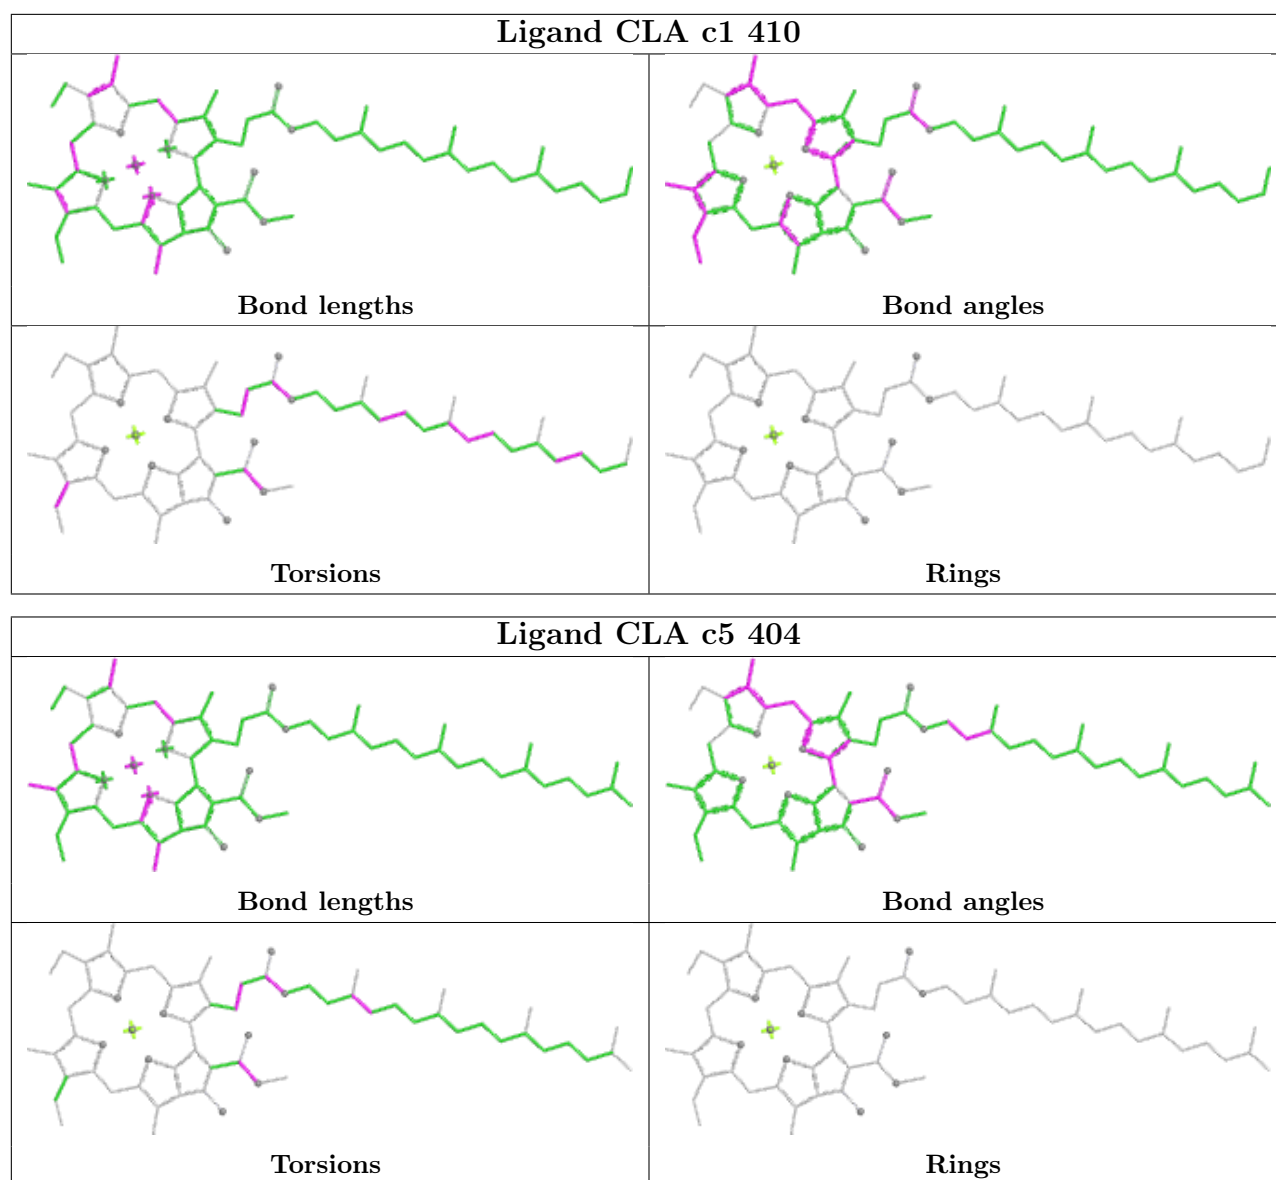 Ligand CLA c1 410
Bond lengths
Bond angles
Torsions
Rings
Ligand CLA c5 404
Bond lengths
Bond angles
Torsions
Rings